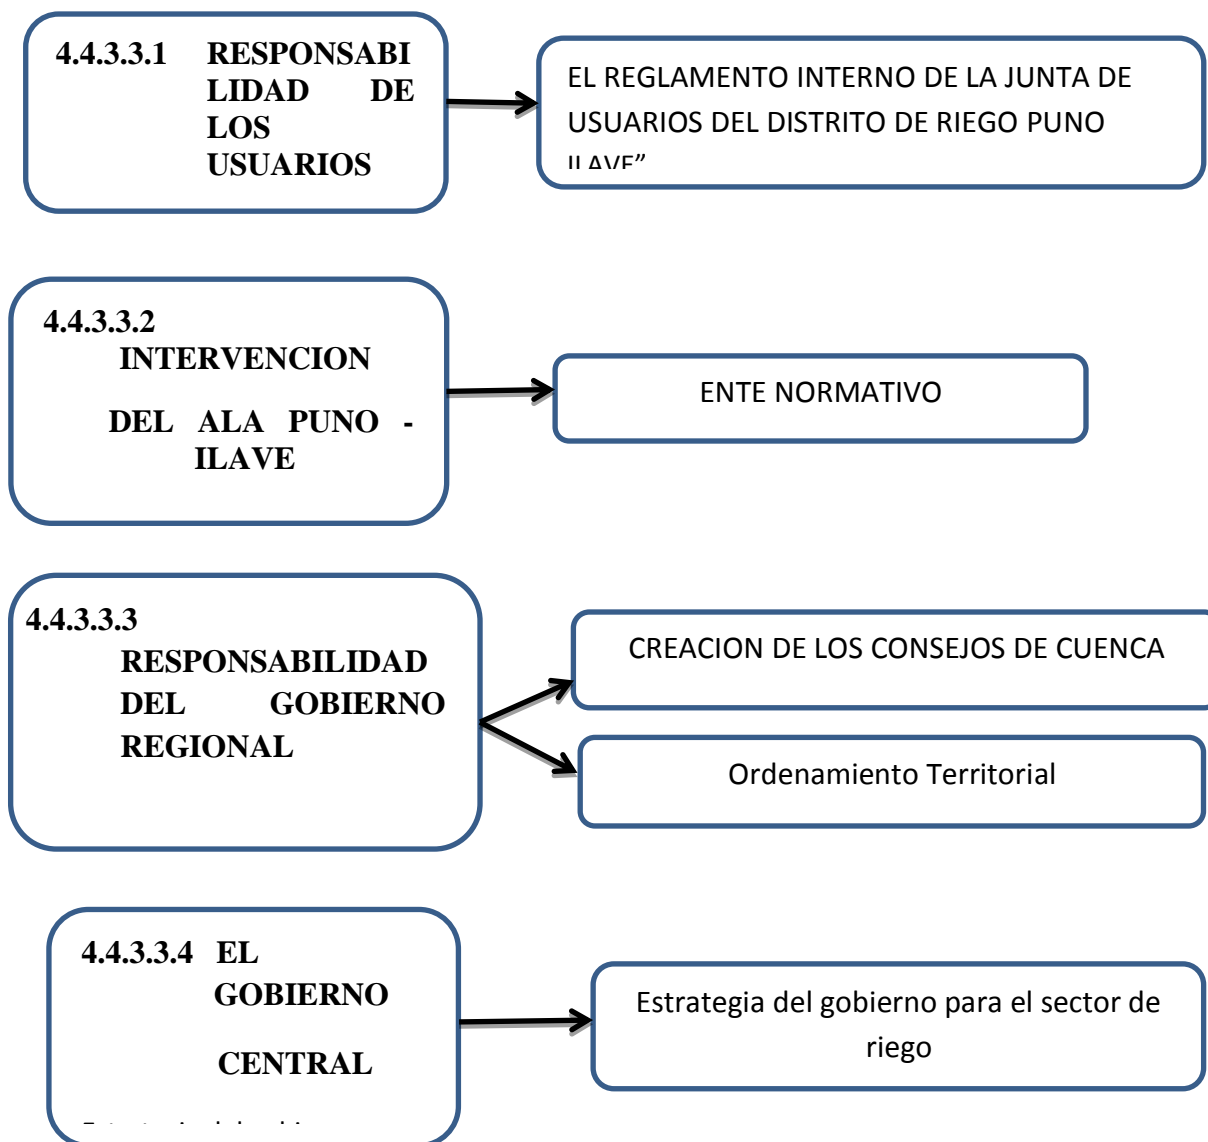 4.4.3.3.1 RESPONSABI
LIDAD DE
LOS
USUARIOS
EL REGLAMENTO INTERNO DE LA JUNTA DE
USUARIOS DEL DISTRITO DE RIEGO PUNO
ILAVE”
4.4.3.3.2
INTERVENCION
DEL ALA PUNO -
ILAVE
ENTE NORMATIVO
4.4.3.3.3
RESPONSABILIDAD
DEL GOBIERNO
REGIONAL
CREACION DE LOS CONSEJOS DE CUENCA
Ordenamiento Territorial
4.4.3.3.4 EL
GOBIERNO
CENTRAL
Estrategia del gobierno para el sector de
riego